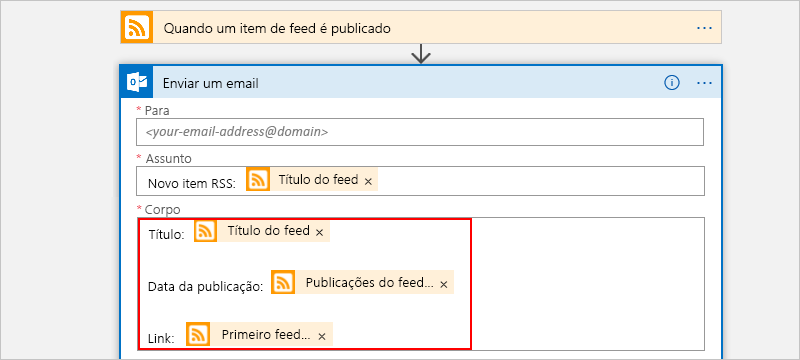 Quando um item de feed é publicado ...
Enviar um email ...
* Para
<your-email-address@domain>
* Assunto
Novo item RSS: Título do feed ×
* Corpo
Título: Título do feed ×
Data da publicação: Publicações do feed... ×
Link: Primeiro feed... ×